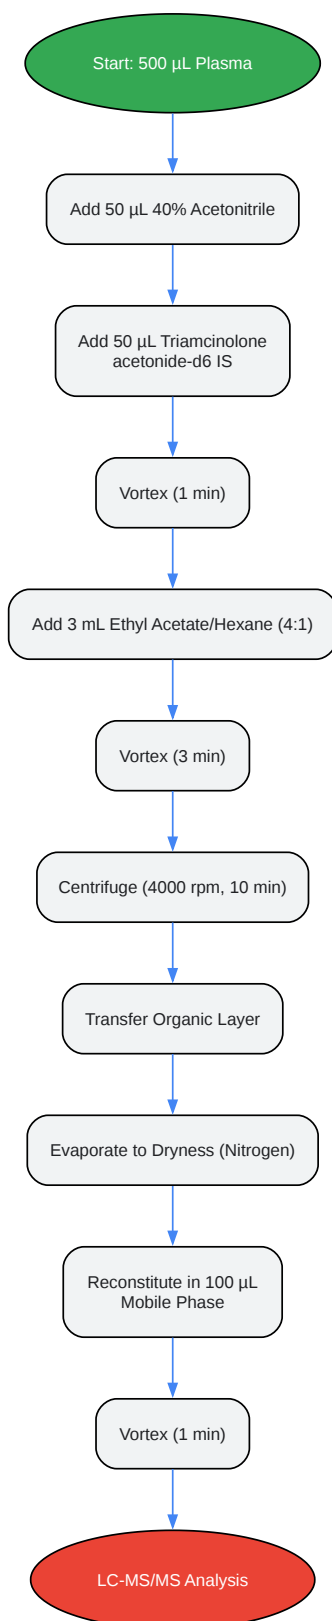 Start: 500 µL Plasma
Add 50 µL 40% Acetonitrile
Add 50 µL Triamcinolone
acetonide-d6 IS
Vortex (1 min)
Add 3 mL Ethyl Acetate/Hexane (4:1)
Vortex (3 min)
Centrifuge (4000 rpm, 10 min)
Transfer Organic Layer
Evaporate to Dryness (Nitrogen)
Reconstitute in 100 µL
Mobile Phase
Vortex (1 min)
LC-MS/MS Analysis